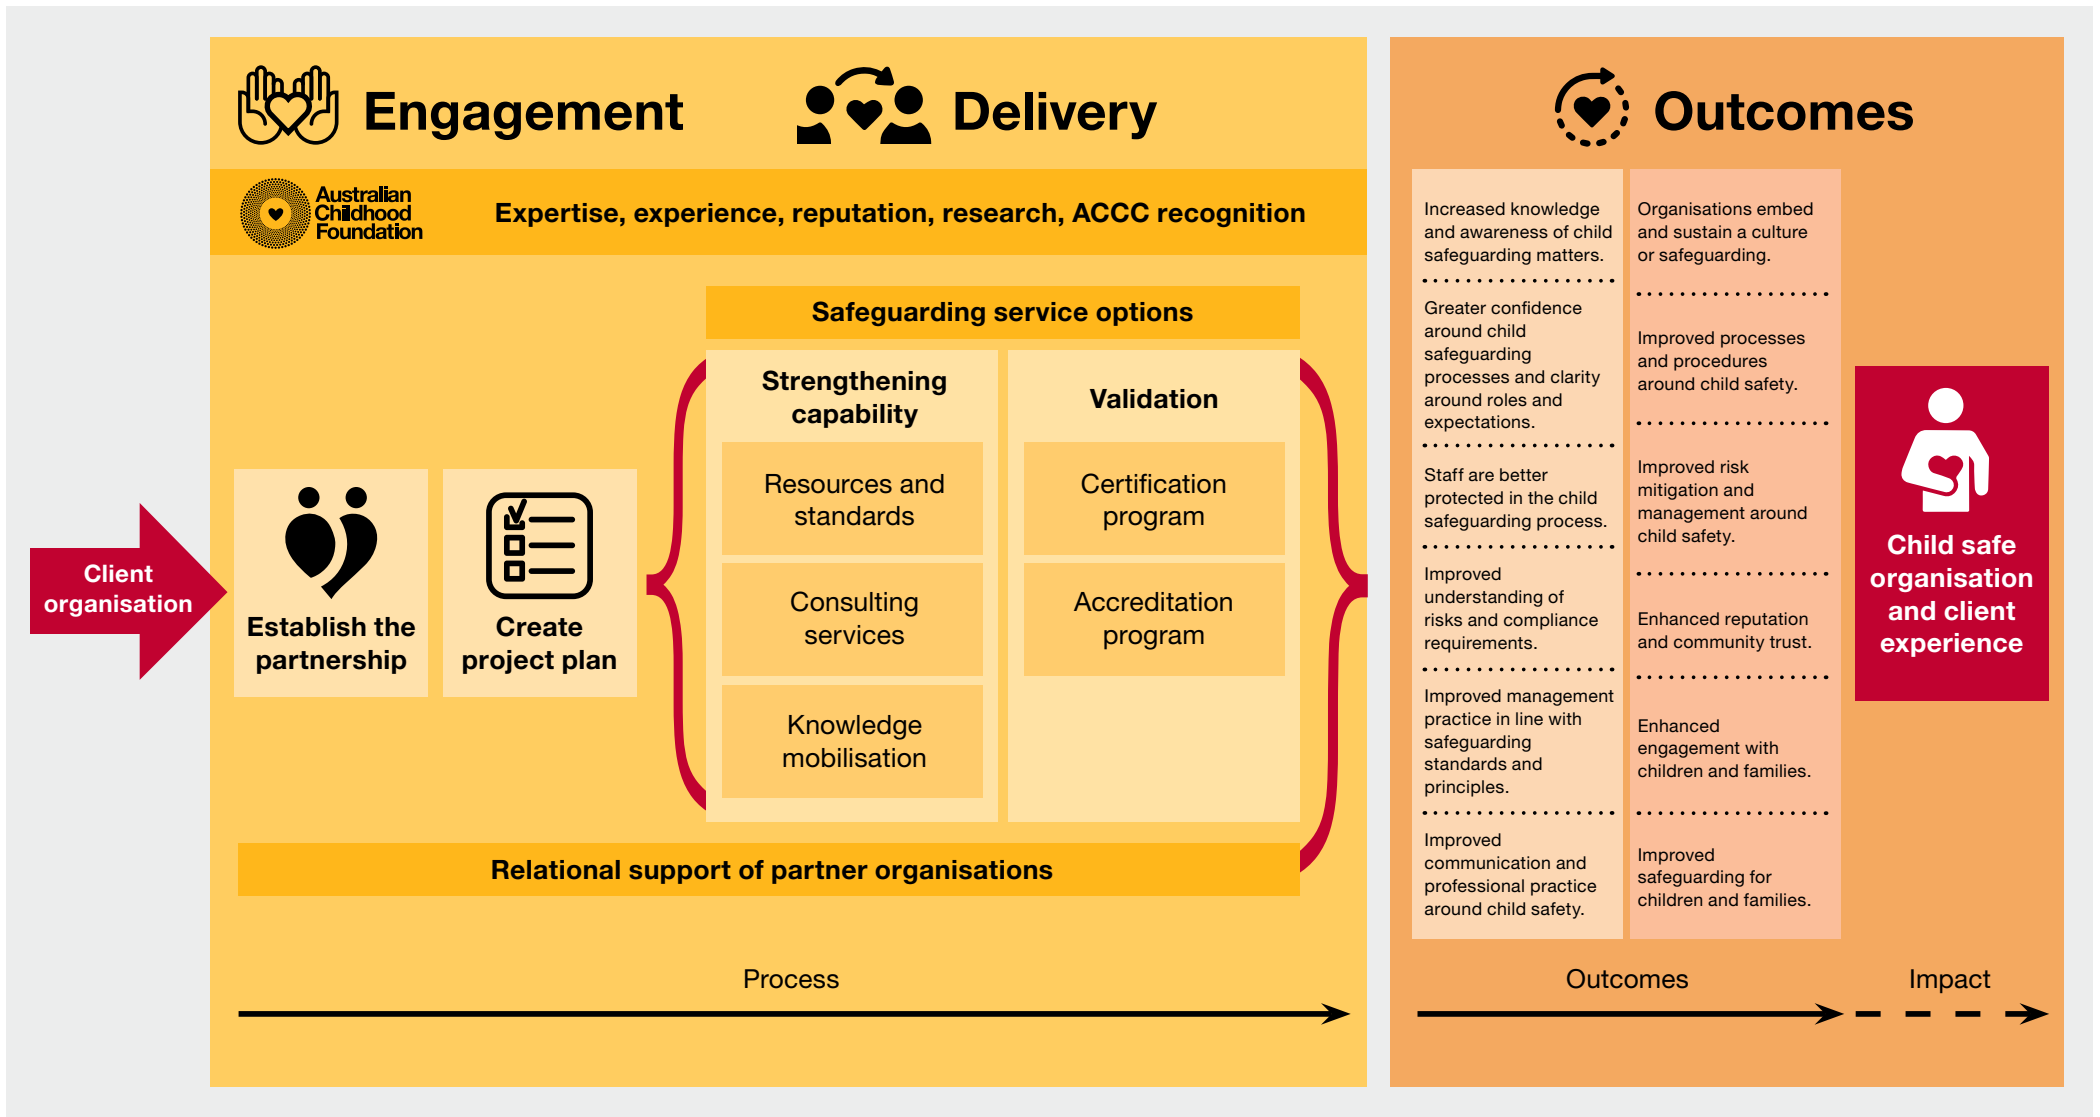 Engagement
Delivery
Outcomes
Australian
Childhood
Foundation
Expertise, experience, reputation, research, ACCC recognition
Client
organisation
Establish the
partnership
Create
project plan
Safeguarding service options
Strengthening
capability
Resources and
standards
Consulting
services
Knowledge
mobilisation
Validation
Certification
program
Accreditation
program
Relational support of partner organisations
Process
Increased knowledge
and awareness of child
safeguarding matters.
Greater confidence
around child
safeguarding
processes and clarity
around roles and
expectations.
Staff are better
protected in the child
safeguarding process.
Improved
understanding of
risks and compliance
requirements.
Improved management
practice in line with
safeguarding
standards and
principles.
Improved
communication and
professional practice
around child safety.
Organisations embed
and sustain a culture
or safeguarding.
Improved processes
and procedures
around child safety.
Improved risk
mitigation and
management around
child safety.
Enhanced reputation
and community trust.
Enhanced
engagement with
children and families.
Improved
safeguarding for
children and families.
Child safe
organisation
and client
experience
Outcomes
Impact